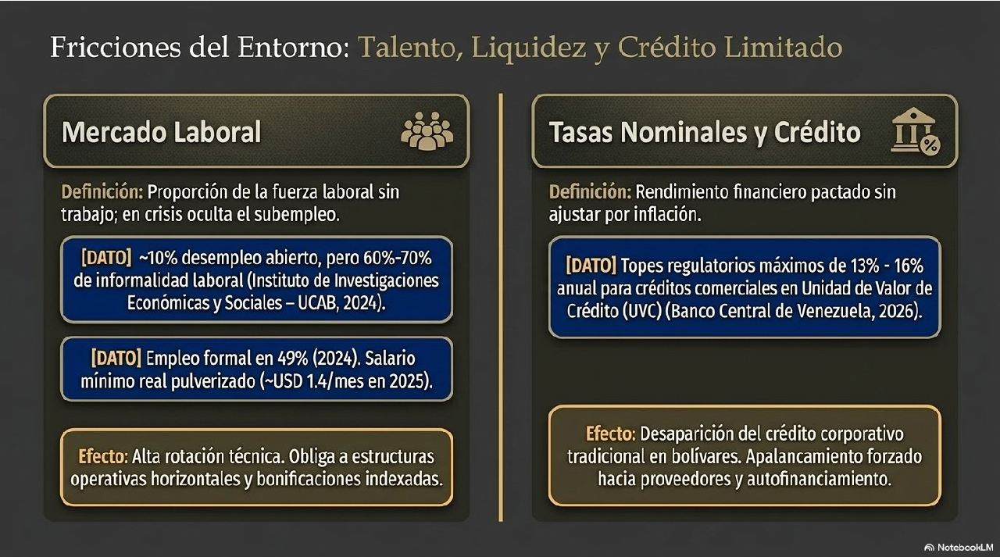 Fricciones del Entorno: Talento, Liquidez y Crédito Limitado
Mercado Laboral
Definición: Proporción de la fuerza laboral sin
trabajo; en crisis oculta el subempleo.
[DATO] ~10% desempleo abierto, pero 60%-70%
de informalidad laboral (Instituto de Investigaciones
Económicas y Sociales – UCAB, 2024).
[DATO] Empleo formal en 49% (2024). Salario
mínimo real pulverizado (~USD 1.4/mes en 2025).
Efecto: Alta rotación técnica. Obliga a estructuras
operativas horizontales y bonificaciones indexadas.
Tasas Nominales y Crédito
Definición: Rendimiento financiero pactado sin
ajustar por inflación.
[DATO] Topes regulatorios máximos de 13% - 16%
anual para créditos comerciales en Unidad de Valor de
Crédito (UVC) (Banco Central de Venezuela, 2026).
Efecto: Desaparición del crédito corporativo
tradicional en bolívares. Apalancamiento forzado
hacia proveedores y autofinanciamiento.
NotebookLM